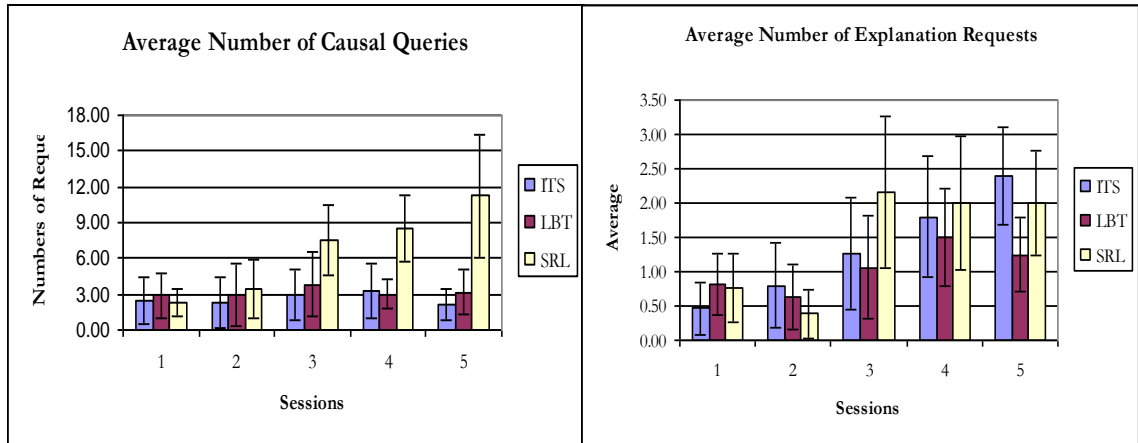 Average Number of Causal Queries
Numbers of Reque
18.00
15.00
12.00
9.00
6.00
3.00
0.00
1 2 3 4 5
Sessions
ITS
LBT
SRL
Average Number of Explanation Requests
Average
3.50
3.00
2.50
2.00
1.50
1.00
0.50
0.00
1 2 3 4 5
Sessions
ITS
LBT
SRL